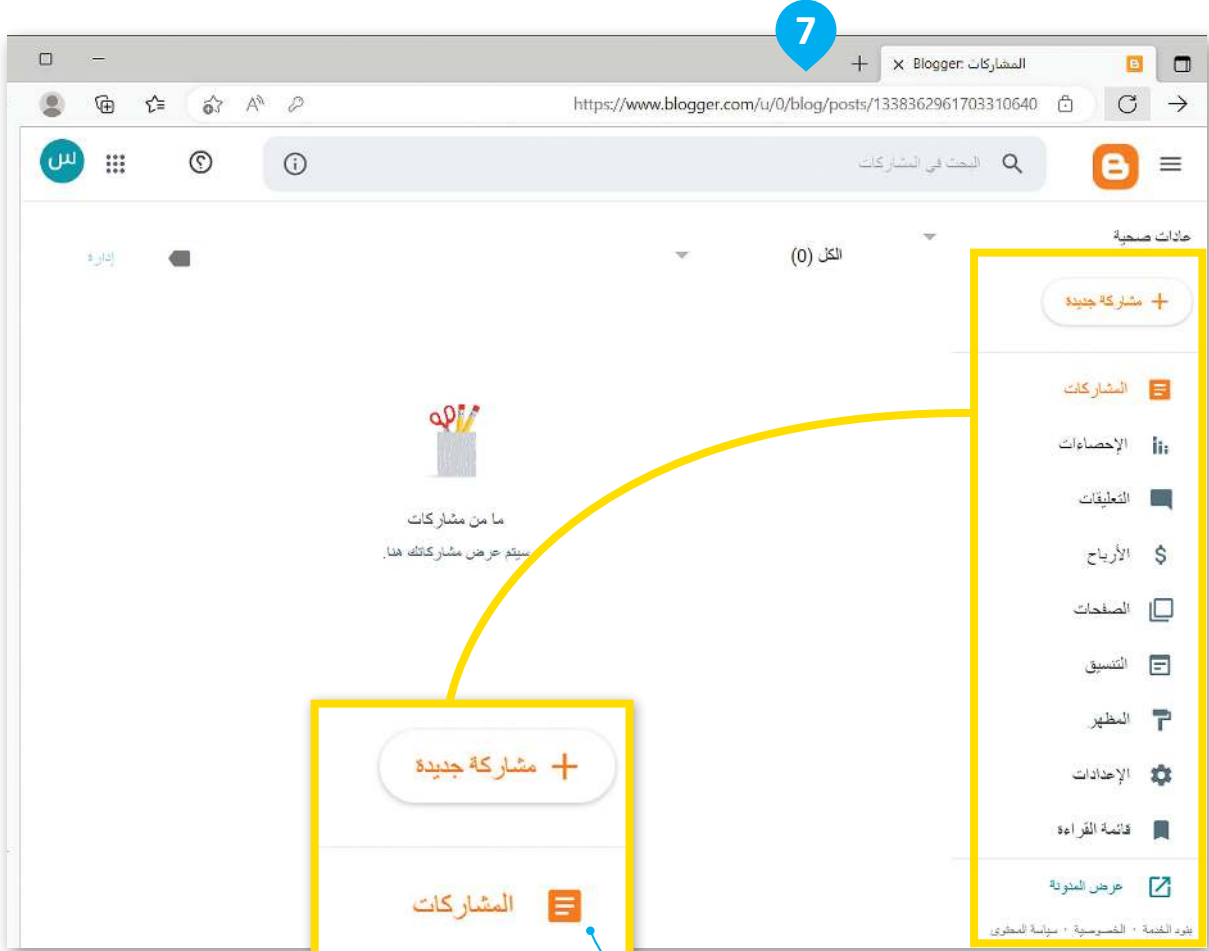 7
المشاركات :Blogger
https://www.blogger.com/u/0/blog/posts/1338362961703310640
البحث في المشاركات
س
عادات صحية
الكل (0)
إدارة
+ مشاركة جديدة
المشاركات
الإحصاءات
التعليقات
الأرباح
الصفحات
التنسيق
المظهر
الإعدادات
قائمة القراءة
عرض المدونة
بنود الخدمة · الخصوصية · سياسة المحتوى
ما من مشاركات
سيتم عرض مشاركاتك هنا.
+ مشاركة جديدة
المشاركات